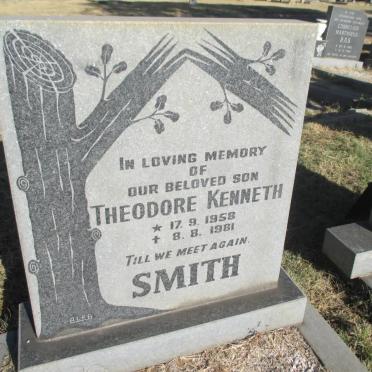 IN LOVING MEMORY
OF
OUR BELOVED SON
THEODORE KENNETH
* 17. 9. 1958
✝ 8. 8. 1981
TILL WE MEET AGAIN.
SMITH